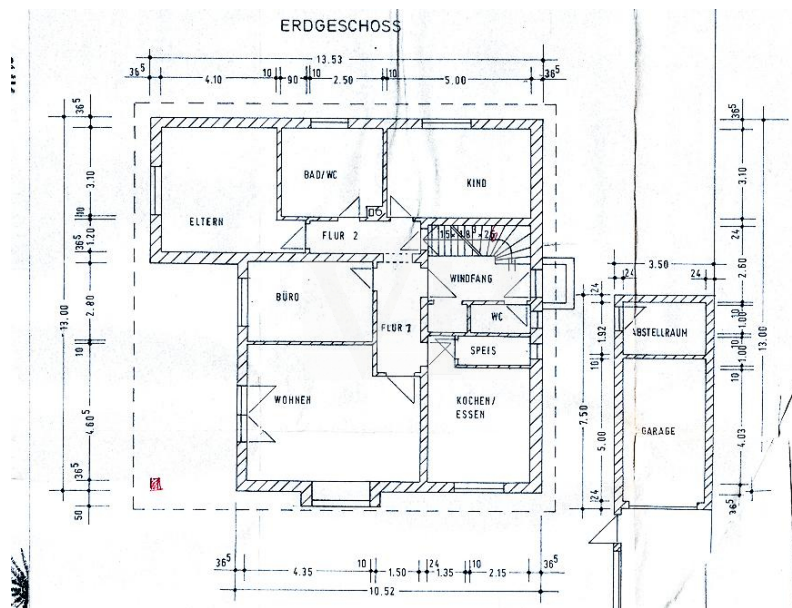 ERDGESCHOSS
13.53
36⁵ 4.10 10 90 10 2.50 10 5.00 36⁵
36⁵
3.10
10
1.20
36⁵
2.80
10
4.60⁵
36⁵
50
13.00
BAD/WC
KIND
ELTERN
FLUR 2
WINDFANG
BÜRO
WC
FLUR 1
SPEIS
WOHNEN
KOCHEN/
ESSEN
36⁵
3.10
24
2.60
10
1.00
10
1.00
10
4.03
36⁵
13.00
3.50
24 24
24
1.92
10
5.00
24
7.50
ABSTELLRAUM
GARAGE
36⁵ 4.35 10 1.50 24 1.35 10 2.15 36⁵
10.52